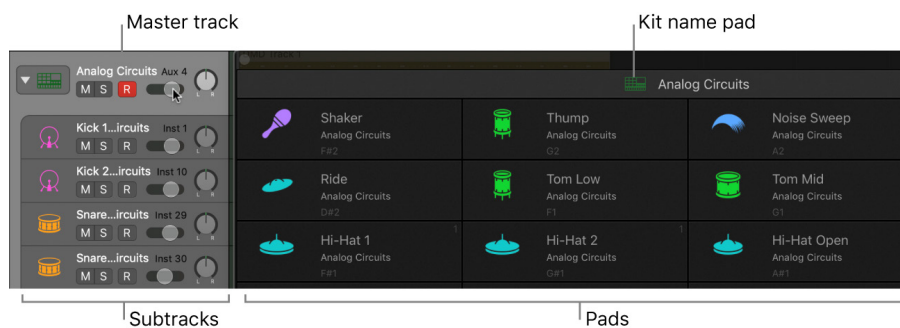 Master track
Kit name pad
Analog Circuits Aux 4
M S R
L R
Kick 1...ircuits Inst 1
M S R
L R
Kick 2...ircuits Inst 10
M S R
L R
Snare...ircuits Inst 29
M S R
L R
Snare...ircuits Inst 30
M S R
L R
Analog Circuits
Shaker
Analog Circuits
F#2
Thump
Analog Circuits
G2
Noise Sweep
Analog Circuits
A2
Ride
Analog Circuits
D#2
Tom Low
Analog Circuits
F1
Tom Mid
Analog Circuits
G1
Hi-Hat 1
1
Analog Circuits
F#1
Hi-Hat 2
1
Analog Circuits
G#1
Hi-Hat Open
Analog Circuits
A#1
Subtracks
Pads